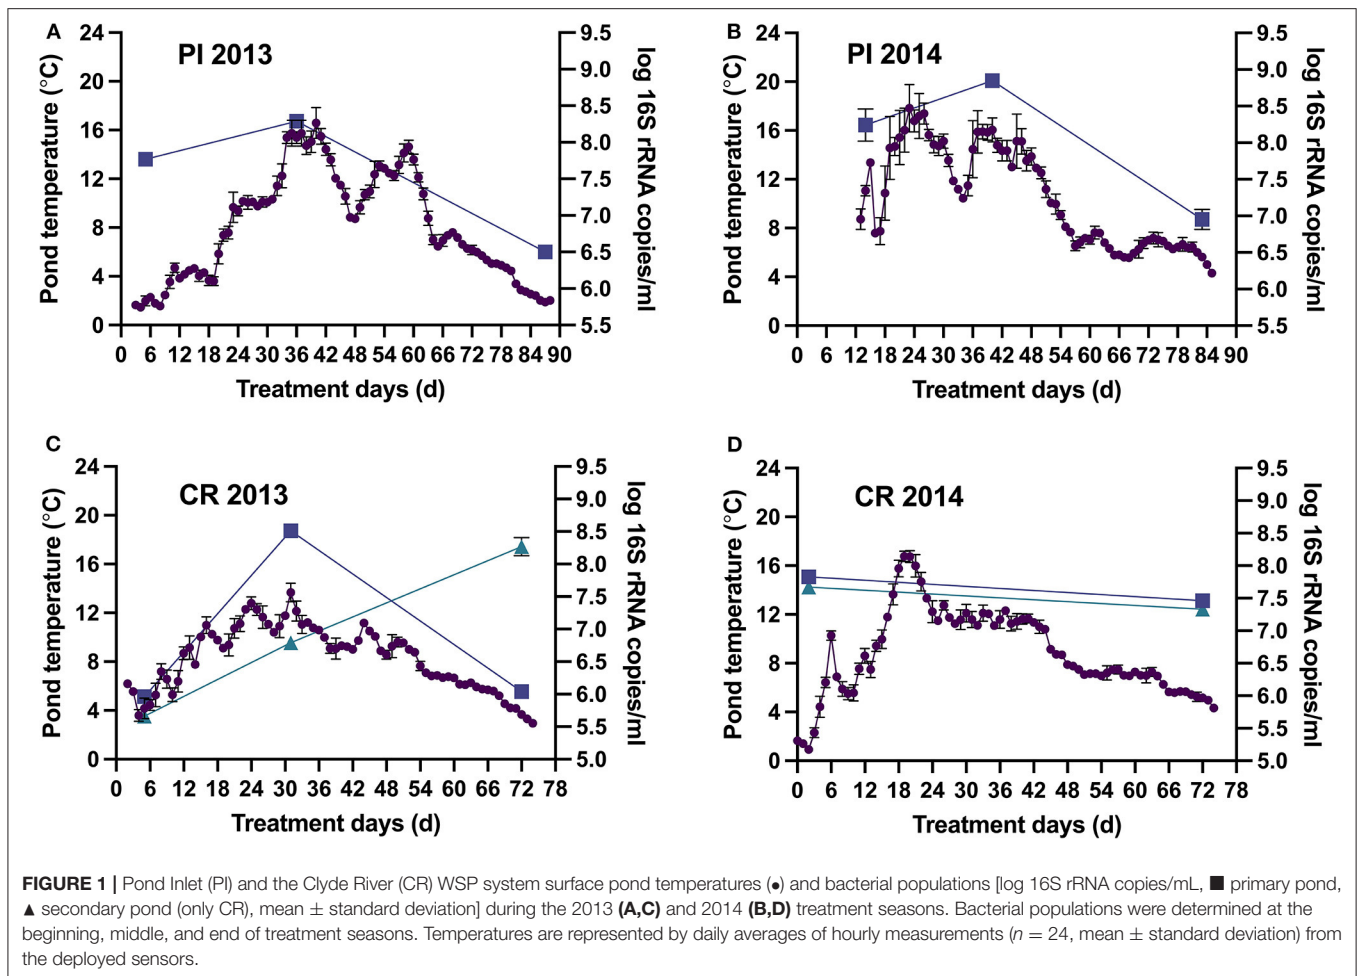 A
PI 2013
24
20
16
12
8
4
0
Pond temperature (°C)
9.5
9.0
8.5
8.0
7.5
7.0
6.5
6.0
5.5
log 16S rRNA copies/ml
0 6 12 18 24 30 36 42 48 54 60 66 72 78 84 90
Treatment days (d)
B
PI 2014
24
20
16
12
8
4
0
Pond temperature (°C)
9.5
9.0
8.5
8.0
7.5
7.0
6.5
6.0
5.5
log 16S rRNA copies/ml
0 6 12 18 24 30 36 42 48 54 60 66 72 78 84 90
Treatment days (d)
C
CR 2013
24
20
16
12
8
4
0
Pond temperature (°C)
9.5
9.0
8.5
8.0
7.5
7.0
6.5
6.0
5.5
5.0
log 16S rRNA copies/ml
0 6 12 18 24 30 36 42 48 54 60 66 72 78
Treatment days (d)
D
CR 2014
24
20
16
12
8
4
0
Pond temperature (°C)
9.5
9.0
8.5
8.0
7.5
7.0
6.5
6.0
5.5
5.0
log 16S rRNA copies/ml
0 6 12 18 24 30 36 42 48 54 60 66 72 78
Treatment days (d)
FIGURE 1 | Pond Inlet (PI) and the Clyde River (CR) WSP system surface pond temperatures (●) and bacterial populations [log 16S rRNA copies/mL, ■ primary pond,
▲ secondary pond (only CR), mean ± standard deviation] during the 2013 (A,C) and 2014 (B,D) treatment seasons. Bacterial populations were determined at the
beginning, middle, and end of treatment seasons. Temperatures are represented by daily averages of hourly measurements (n = 24, mean ± standard deviation) from
the deployed sensors.